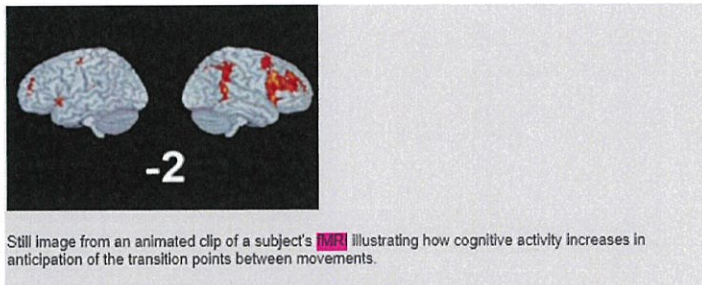 -2
Still image from an animated clip of a subject's fMRI illustrating how cognitive activity increases in
anticipation of the transition points between movements.